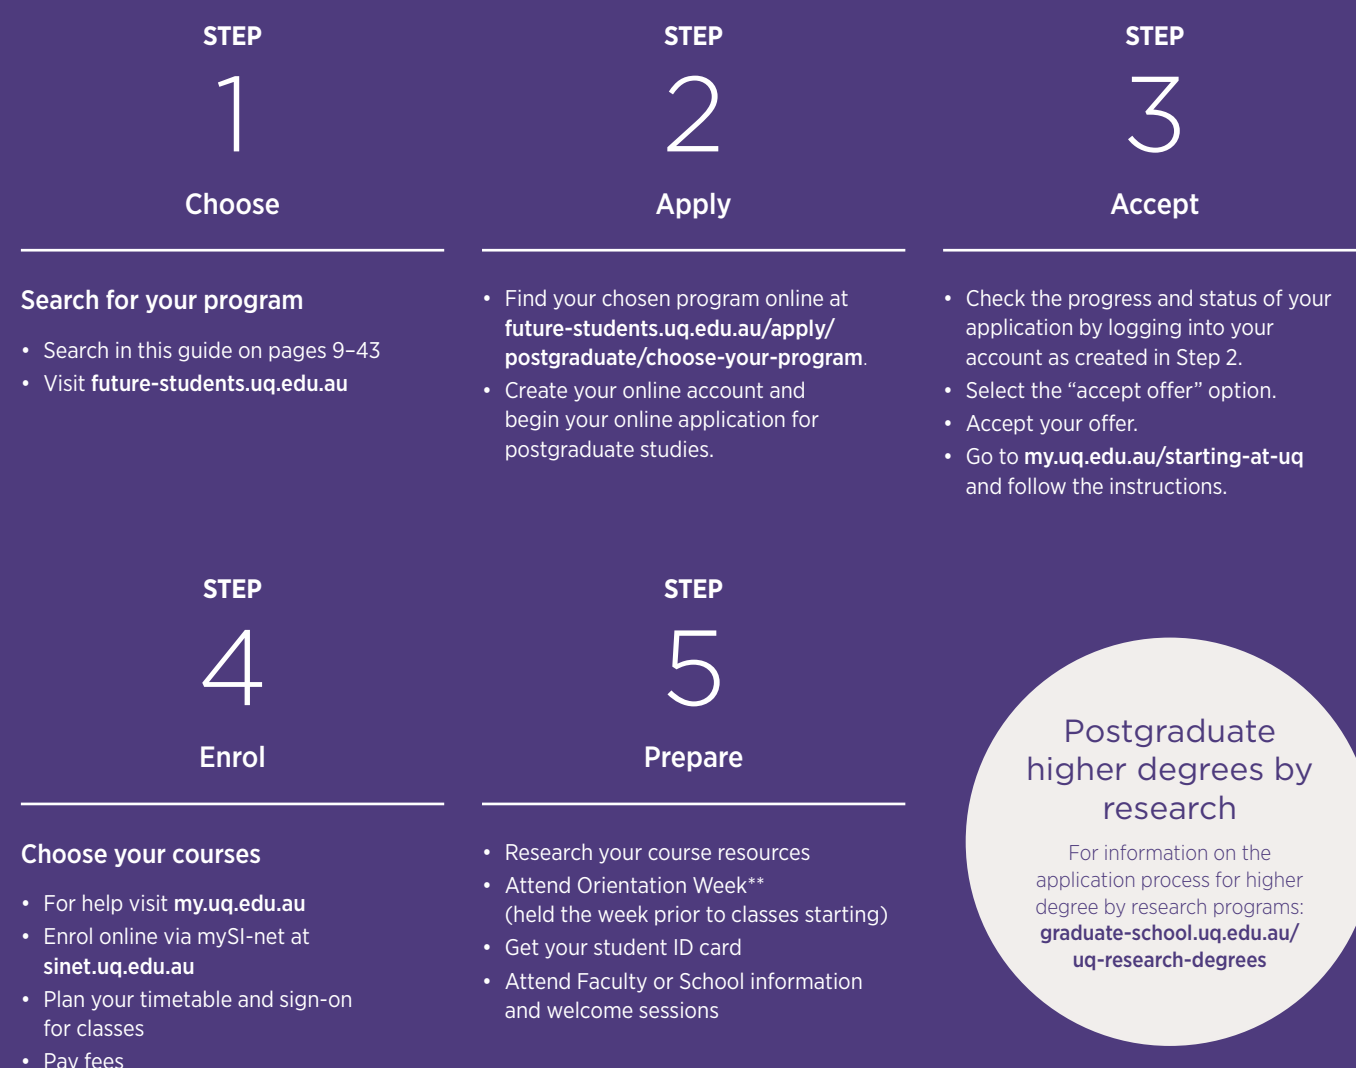 STEP
1
Choose
Search for your program
• Search in this guide on pages 9–43
• Visit future-students.uq.edu.au
STEP
2
Apply
• Find your chosen program online at
future-students.uq.edu.au/apply/
postgraduate/choose-your-program.
• Create your online account and
begin your online application for
postgraduate studies.
STEP
3
Accept
• Check the progress and status of your
application by logging into your
account as created in Step 2.
• Select the “accept offer” option.
• Accept your offer.
• Go to my.uq.edu.au/starting-at-uq
and follow the instructions.
STEP
4
Enrol
Choose your courses
• For help visit my.uq.edu.au
• Enrol online via mySI-net at
sinet.uq.edu.au
• Plan your timetable and sign-on
for classes
• Pay fees
STEP
5
Prepare
• Research your course resources
• Attend Orientation Week**
(held the week prior to classes starting)
• Get your student ID card
• Attend Faculty or School information
and welcome sessions
Postgraduate
higher degrees by
research
For information on the
application process for higher
degree by research programs:
graduate-school.uq.edu.au/
uq-research-degrees